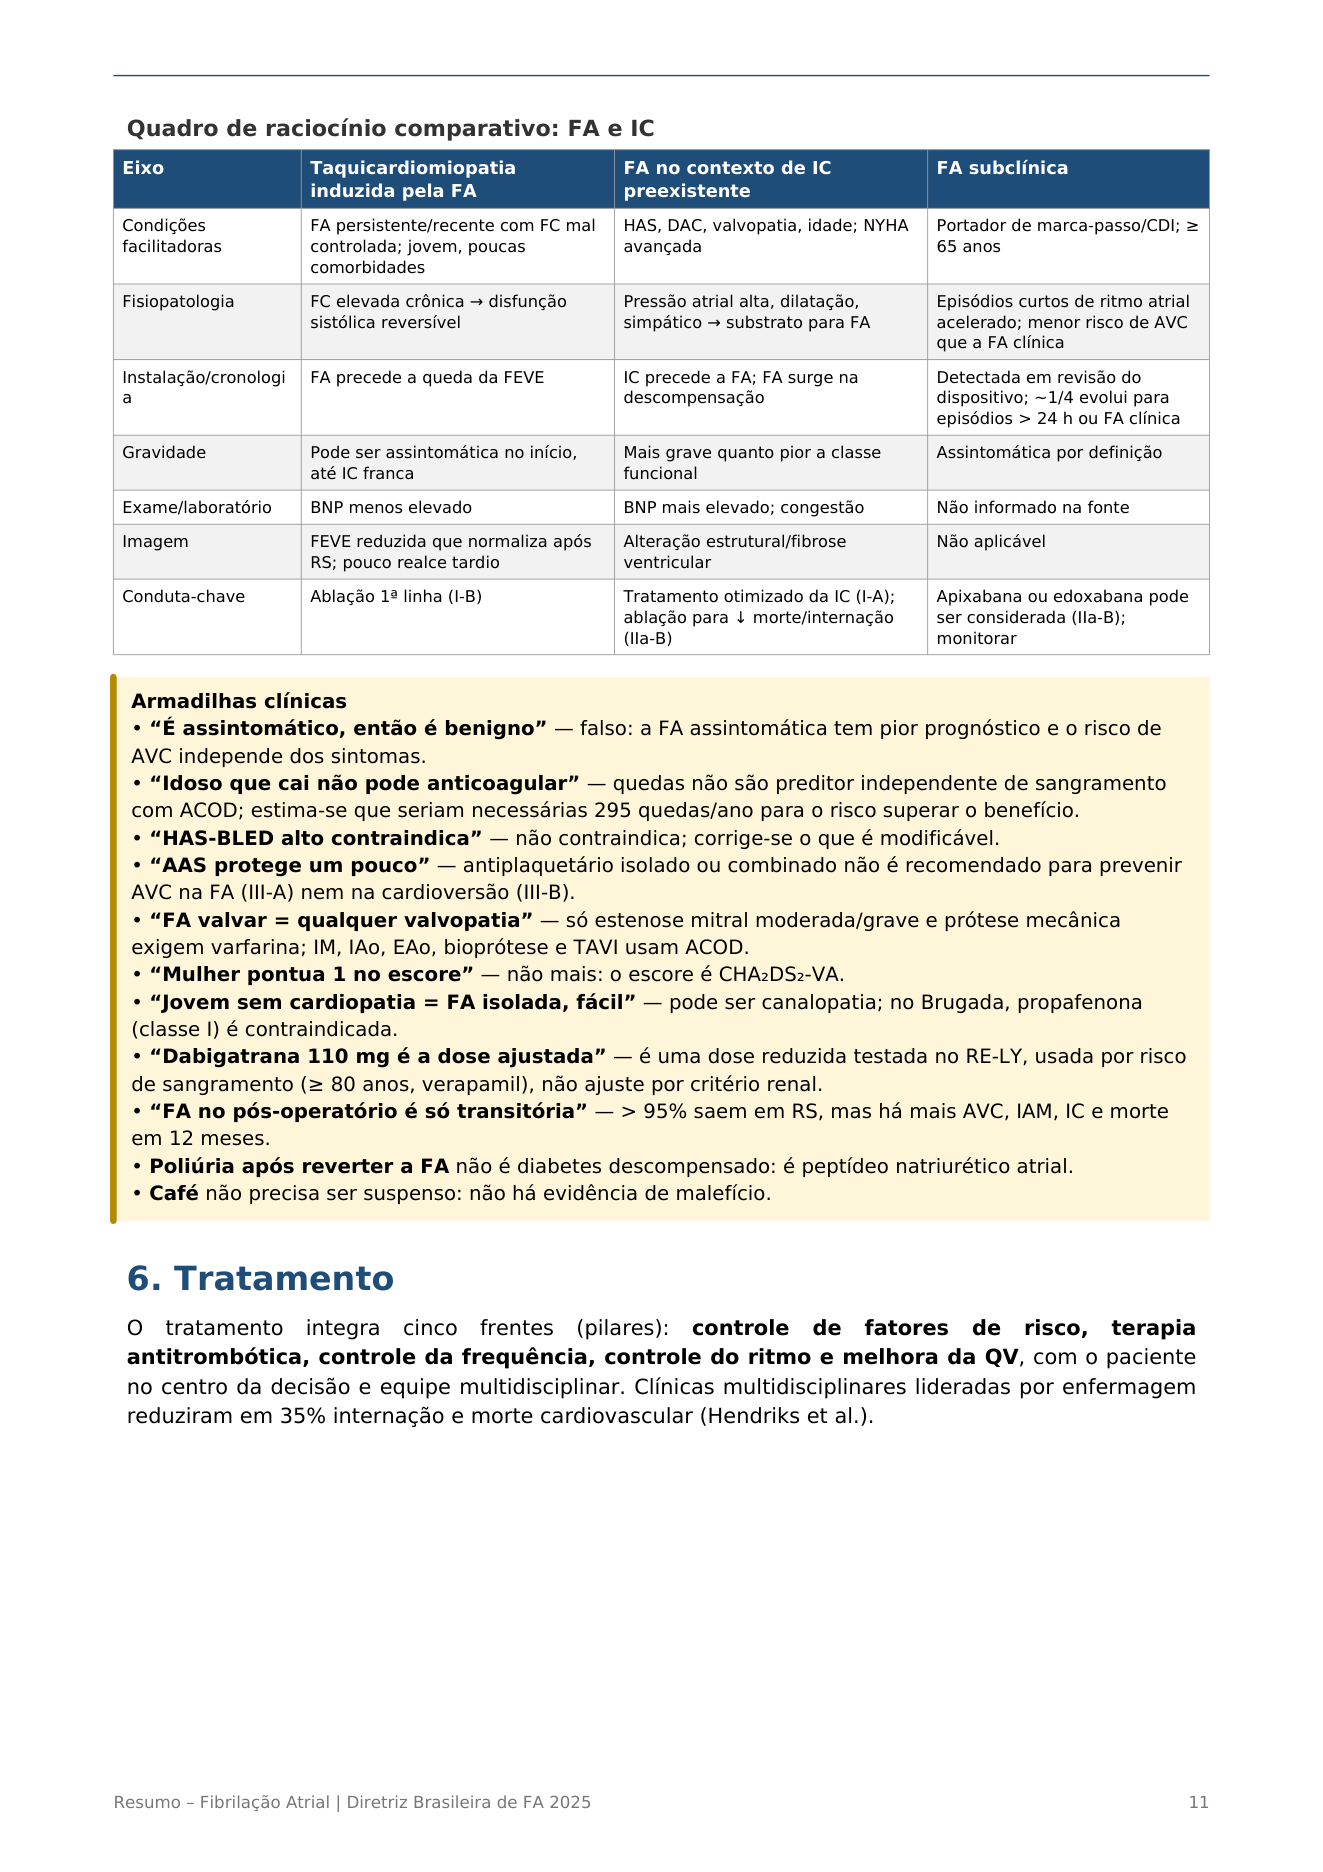 Quadro de raciocínio comparativo: FA e IC
Eixo
Taquicardiomiopatia
induzida pela FA
FA no contexto de IC
preexistente
FA subclínica
Condições
facilitadoras
FA persistente/recente com FC mal
controlada; jovem, poucas
comorbidades
HAS, DAC, valvopatia, idade; NYHA
avançada
Portador de marca-passo/CDI; ≥
65 anos
Fisiopatologia
FC elevada crônica → disfunção
sistólica reversível
Pressão atrial alta, dilatação,
simpático → substrato para FA
Episódios curtos de ritmo atrial
acelerado; menor risco de AVC
que a FA clínica
Instalação/cronologi
a
FA precede a queda da FEVE
IC precede a FA; FA surge na
descompensação
Detectada em revisão do
dispositivo; ~1/4 evolui para
episódios > 24 h ou FA clínica
Gravidade
Pode ser assintomática no início,
até IC franca
Mais grave quanto pior a classe
funcional
Assintomática por definição
Exame/laboratório
BNP menos elevado
BNP mais elevado; congestão
Não informado na fonte
Imagem
FEVE reduzida que normaliza após
RS; pouco realce tardio
Alteração estrutural/fibrose
ventricular
Não aplicável
Conduta-chave
Ablação 1ª linha (I-B)
Tratamento otimizado da IC (I-A);
ablação para ↓ morte/internação
(IIa-B)
Apixabana ou edoxabana pode
ser considerada (IIa-B);
monitorar
Armadilhas clínicas
• “É assintomático, então é benigno” — falso: a FA assintomática tem pior prognóstico e o risco de
AVC independe dos sintomas.
• “Idoso que cai não pode anticoagular” — quedas não são preditor independente de sangramento
com ACOD; estima-se que seriam necessárias 295 quedas/ano para o risco superar o benefício.
• “HAS-BLED alto contraindica” — não contraindica; corrige-se o que é modificável.
• “AAS protege um pouco” — antiplaquetário isolado ou combinado não é recomendado para prevenir
AVC na FA (III-A) nem na cardioversão (III-B).
• “FA valvar = qualquer valvopatia” — só estenose mitral moderada/grave e prótese mecânica
exigem varfarina; IM, IAo, EAo, bioprótese e TAVI usam ACOD.
• “Mulher pontua 1 no escore” — não mais: o escore é CHA₂DS₂-VA.
• “Jovem sem cardiopatia = FA isolada, fácil” — pode ser canalopatia; no Brugada, propafenona
(classe I) é contraindicada.
• “Dabigatrana 110 mg é a dose ajustada” — é uma dose reduzida testada no RE-LY, usada por risco
de sangramento (≥ 80 anos, verapamil), não ajuste por critério renal.
• “FA no pós-operatório é só transitória” — > 95% saem em RS, mas há mais AVC, IAM, IC e morte
em 12 meses.
• Poliúria após reverter a FA não é diabetes descompensado: é peptídeo natriurético atrial.
• Café não precisa ser suspenso: não há evidência de malefício.
6. Tratamento
O tratamento integra cinco frentes (pilares): controle de fatores de risco, terapia
antitrombótica, controle da frequência, controle do ritmo e melhora da QV, com o paciente
no centro da decisão e equipe multidisciplinar. Clínicas multidisciplinares lideradas por enfermagem
reduziram em 35% internação e morte cardiovascular (Hendriks et al.).
Resumo – Fibrilação Atrial | Diretriz Brasileira de FA 2025
11